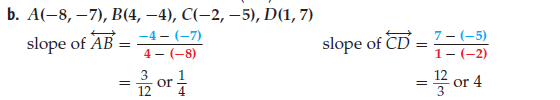 b. A(−8, −7), B(4, −4), C(−2, −5), D(1, 7)
slope of AB = −4 − (−7) / 4 − (−8) slope of CD = 7 − (−5) / 1 − (−2)
= 3/12 or 1/4 = 12/3 or 4